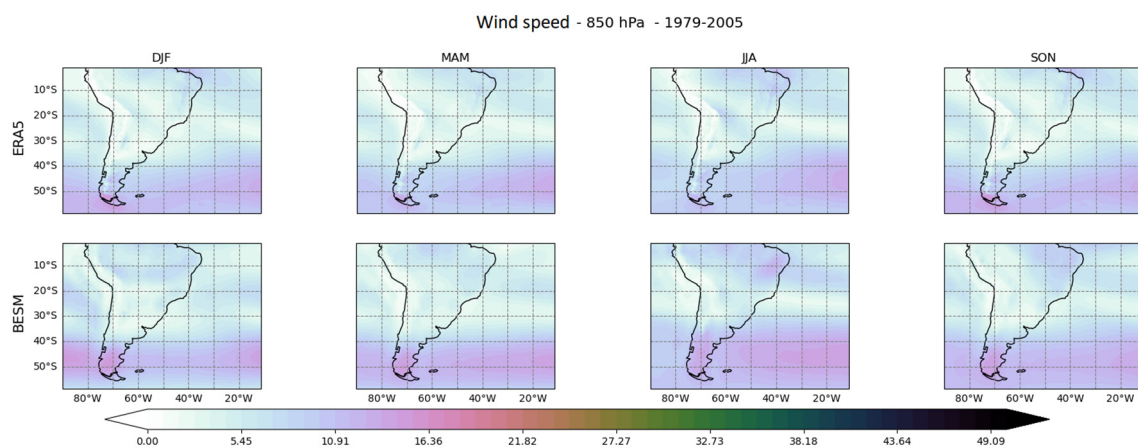 Wind speed - 850 hPa - 1979-2005
DJF MAM JJA SON
ERA5
10°S
20°S
30°S
40°S
50°S
BESM
10°S
20°S
30°S
40°S
50°S
80°W 60°W 40°W 20°W 80°W 60°W 40°W 20°W 80°W 60°W 40°W 20°W 80°W 60°W 40°W 20°W
0.00 5.45 10.91 16.36 21.82 27.27 32.73 38.18 43.64 49.09